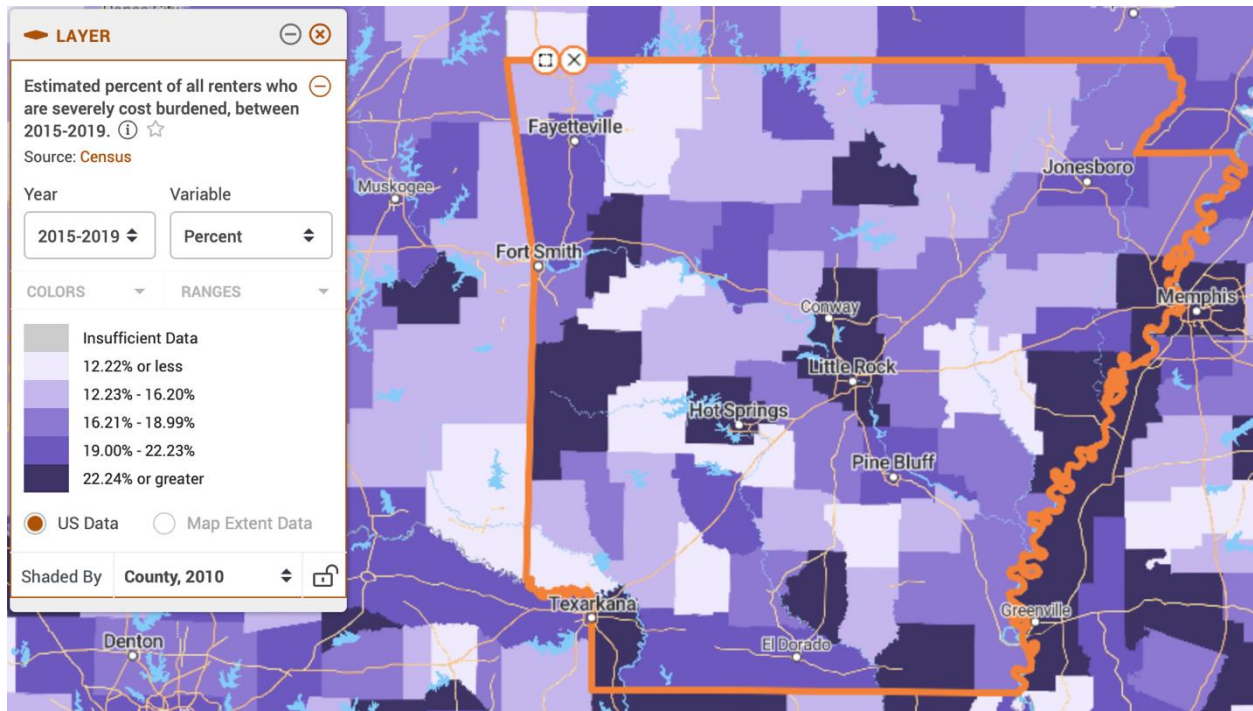 LAYER
Estimated percent of all renters who
are severely cost burdened, between
2015-2019.
Source: Census
Year
Variable
2015-2019
Percent
COLORS
RANGES
Insufficient Data
12.22% or less
12.23% - 16.20%
16.21% - 18.99%
19.00% - 22.23%
22.24% or greater
US Data
Map Extent Data
Shaded By
County, 2010
Fayetteville
Jonesboro
Muskogee
Fort Smith
Memphis
Conway
Little Rock
Hot Springs
Pine Bluff
Texarkana
Greenville
El Dorado
Denton